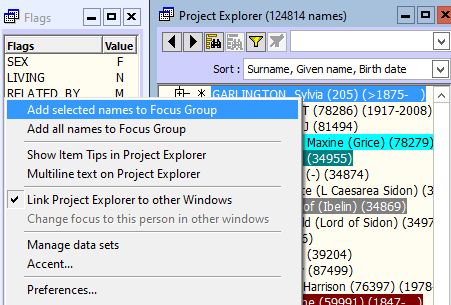 Flags
Flags Value
SEX F
LIVING N
RELATED_BY M
Project Explorer (124814 names)
Sort: Surname, Given name, Birth date
GARLINGTON, Sylvia (205) (>1875- )
T (78286) (1917-2008)
J (81494)
Maxine (Grice) (78279)
(34955)
(-) (34874)
e (L Caesarea Sidon) (
of (Ibelin) (34869)
ld (Lord of Sidon) (3497
(39204)
y (87499)
Harrison (76397) (1978-
ne (59991) (1847-...)
Add selected names to Focus Group
Add all names to Focus Group
Show Item Tips in Project Explorer
Multiline text on Project Explorer
Link Project Explorer to other Windows
Change focus to this person in other windows
Manage data sets
Accent...
Preferences...